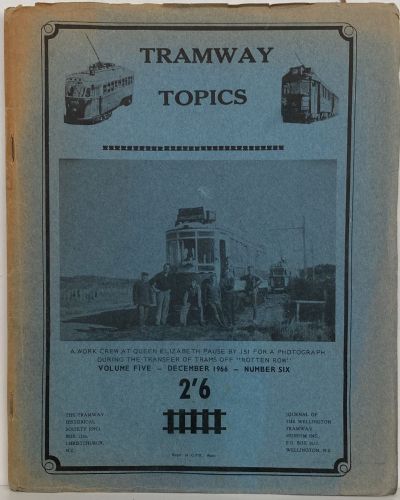 TRAMWAY
TOPICS
A WORK CREW AT QUEEN ELIZABETH PAUSE BY 151 FOR A PHOTOGRAPH
DURING THE TRANSFER OF TRAMS OFF "ROTTEN ROW"
VOLUME FIVE — DECEMBER 1966 — NUMBER SIX
2'6
THE TRAMWAY
HISTORICAL
SOCIETY (INC)
BOX
CHRISTCHURCH,
N.Z.
JOURNAL OF
THE WELLINGTON
TRAMWAY
MUSEUM INC.,
P.O. BOX
WELLINGTON, N.Z.